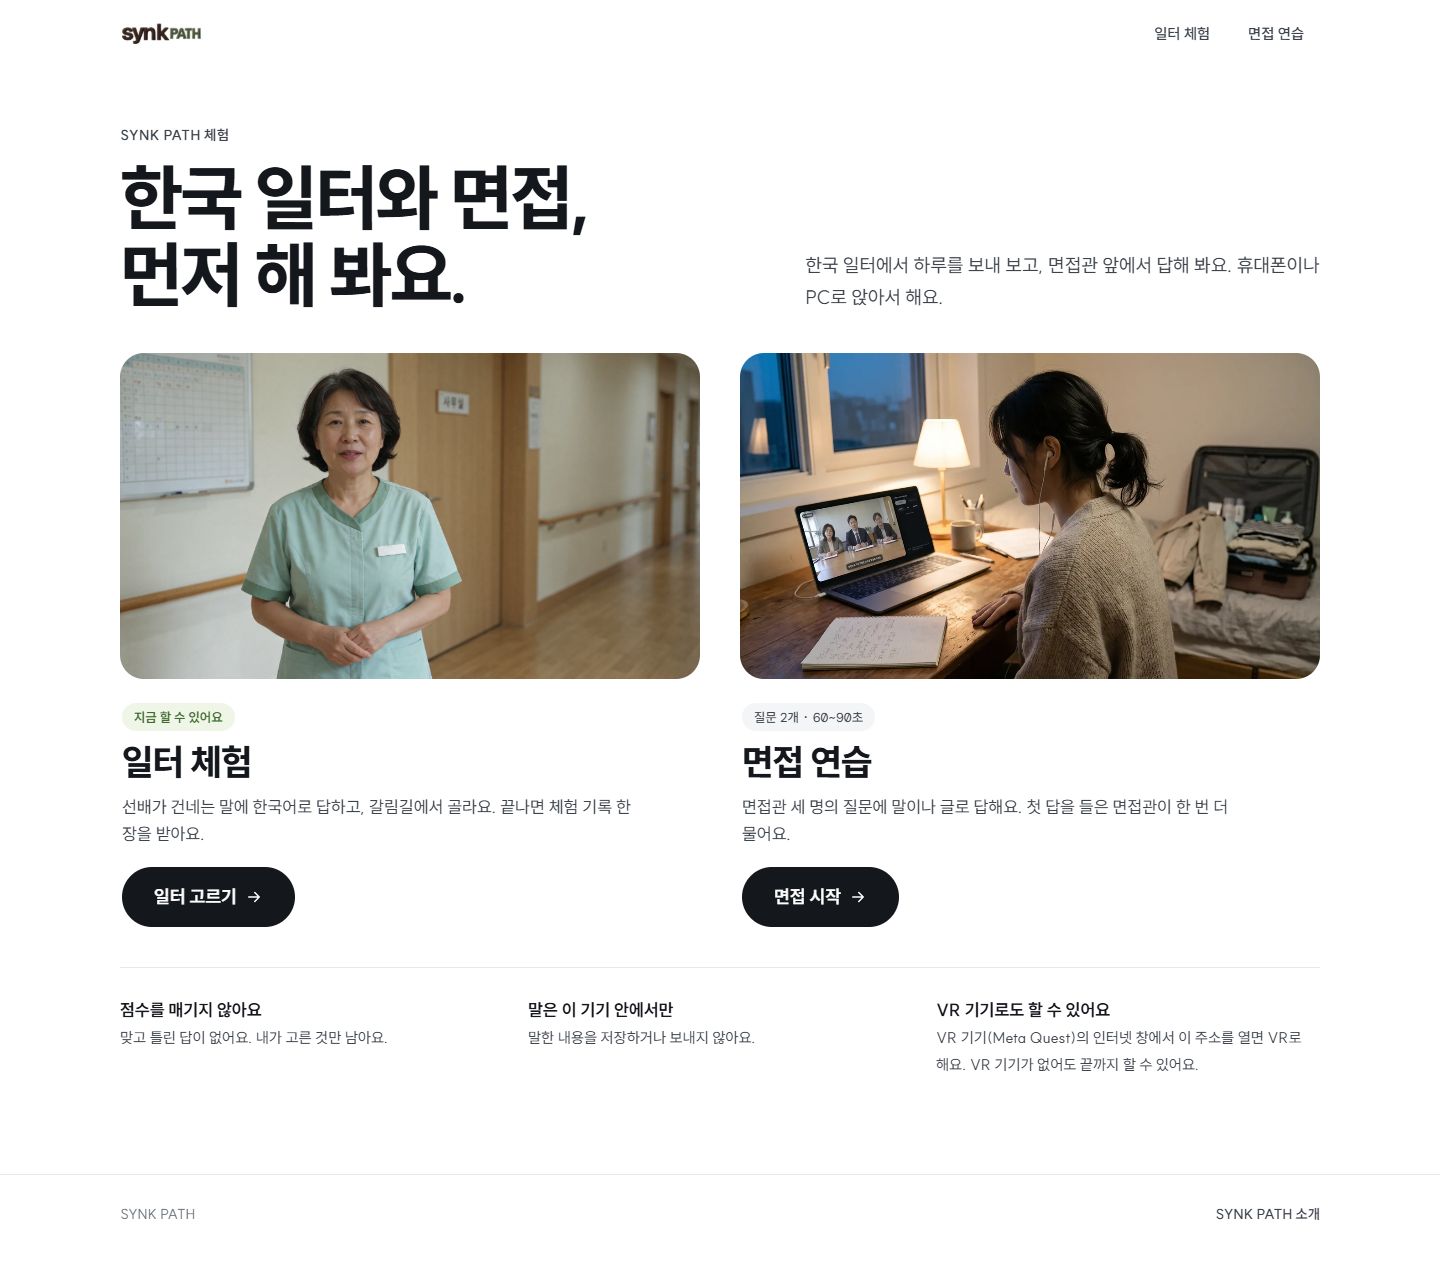 synk PATH
일터 체험
면접 연습
SYNK PATH 체험
한국 일터와 면접,
먼저 해 봐요.
한국 일터에서 하루를 보내 보고, 면접관 앞에서 답해 봐요. 휴대폰이나
PC로 앉아서 해요.
사무실
지금 할 수 있어요
일터 체험
선배가 건네는 말에 한국어로 답하고, 갈림길에서 골라요. 끝나면 체험 기록 한
장을 받아요.
일터 고르기 →
질문 2개 · 60~90초
면접 연습
면접관 세 명의 질문에 말이나 글로 답해요. 첫 답을 들은 면접관이 한 번 더
물어요.
면접 시작 →
점수를 매기지 않아요
맞고 틀린 답이 없어요. 내가 고른 것만 남아요.
말은 이 기기 안에서만
말한 내용을 저장하거나 보내지 않아요.
VR 기기로도 할 수 있어요
VR 기기(Meta Quest)의 인터넷 창에서 이 주소를 열면 VR로
해요. VR 기기가 없어도 끝까지 할 수 있어요.
SYNK PATH
SYNK PATH 소개